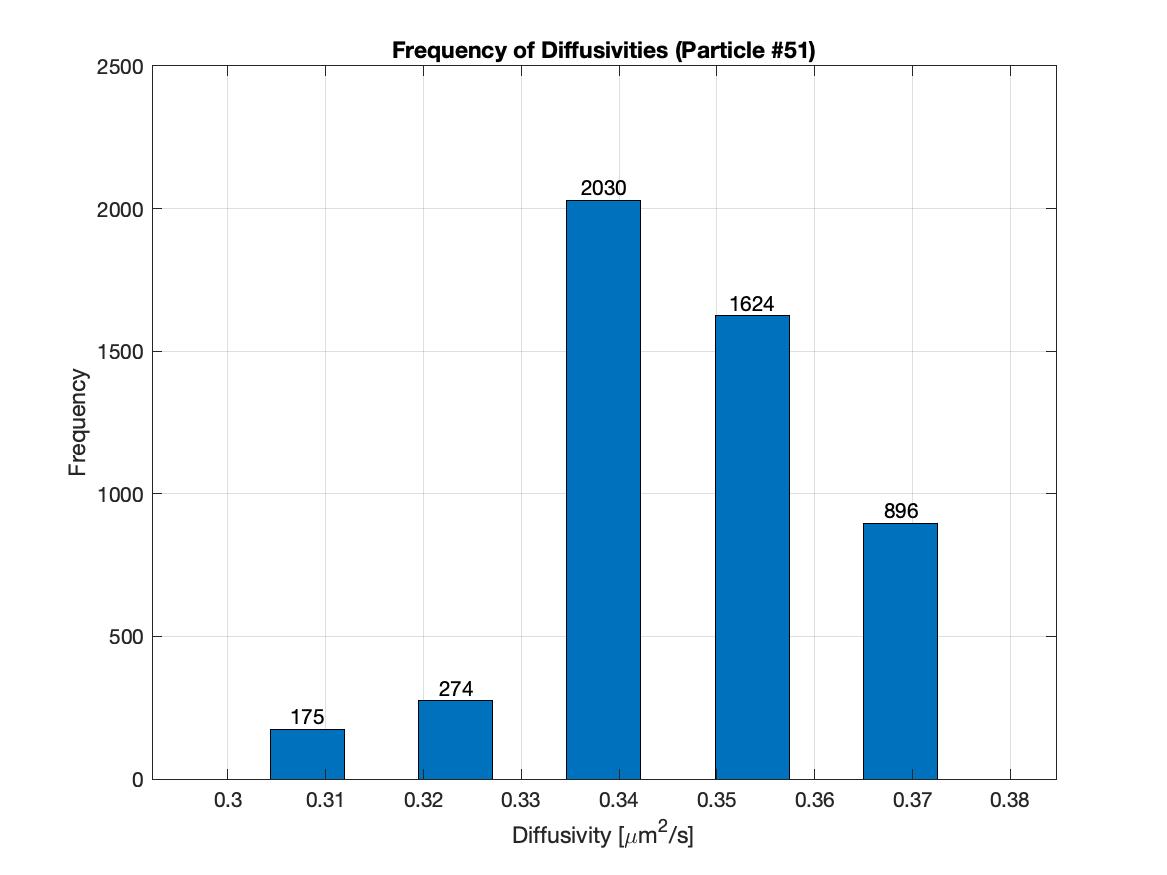 Frequency of Diffusivities (Particle #51)
2500
2000
1500
1000
500
0
Frequency
175
274
2030
1624
896
0.3 0.31 0.32 0.33 0.34 0.35 0.36 0.37 0.38
Diffusivity [μm²/s]